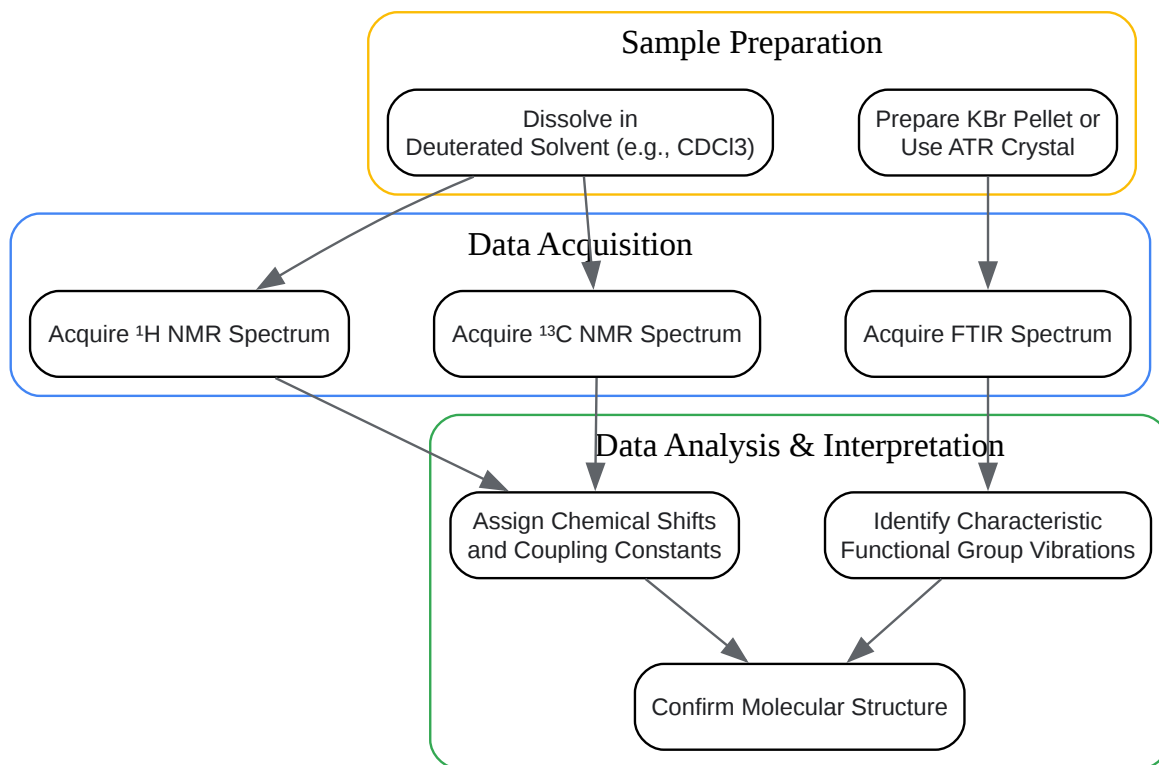 Sample Preparation
Dissolve in
Deuterated Solvent (e.g., CDCl3)
Prepare KBr Pellet or
Use ATR Crystal
Data Acquisition
Acquire ¹H NMR Spectrum
Acquire ¹³C NMR Spectrum
Acquire FTIR Spectrum
Data Analysis & Interpretation
Assign Chemical Shifts
and Coupling Constants
Identify Characteristic
Functional Group Vibrations
Confirm Molecular Structure